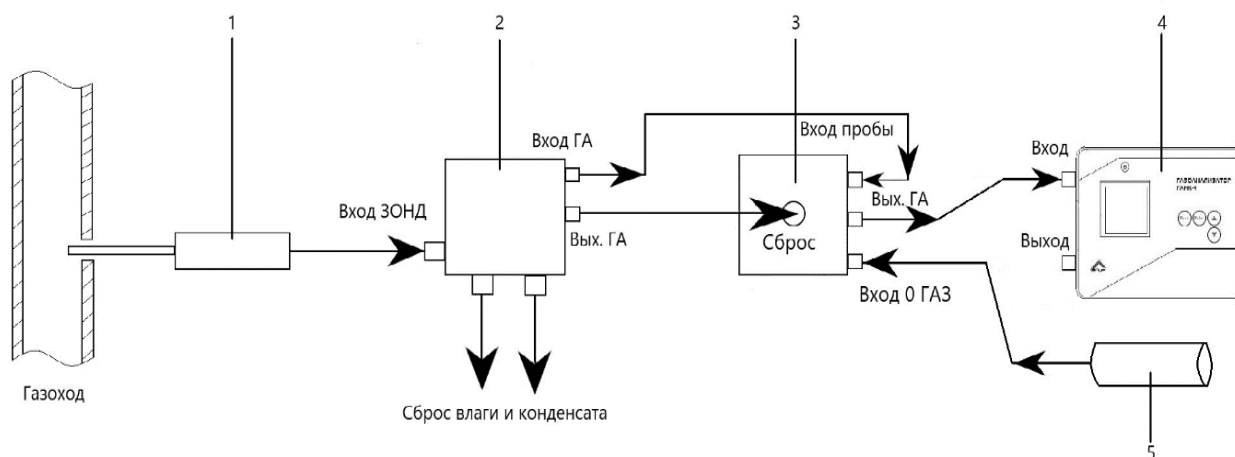 1
2
3
4
Вход ГА
Вход пробы
Вход
ГАЗОАНАЛИЗАТОР
Вход ЗОНД
Вых. ГА
Вых. ГА
Сброс
Выход
Вход 0 ГАЗ
Газоход
Сброс влаги и конденсата
5